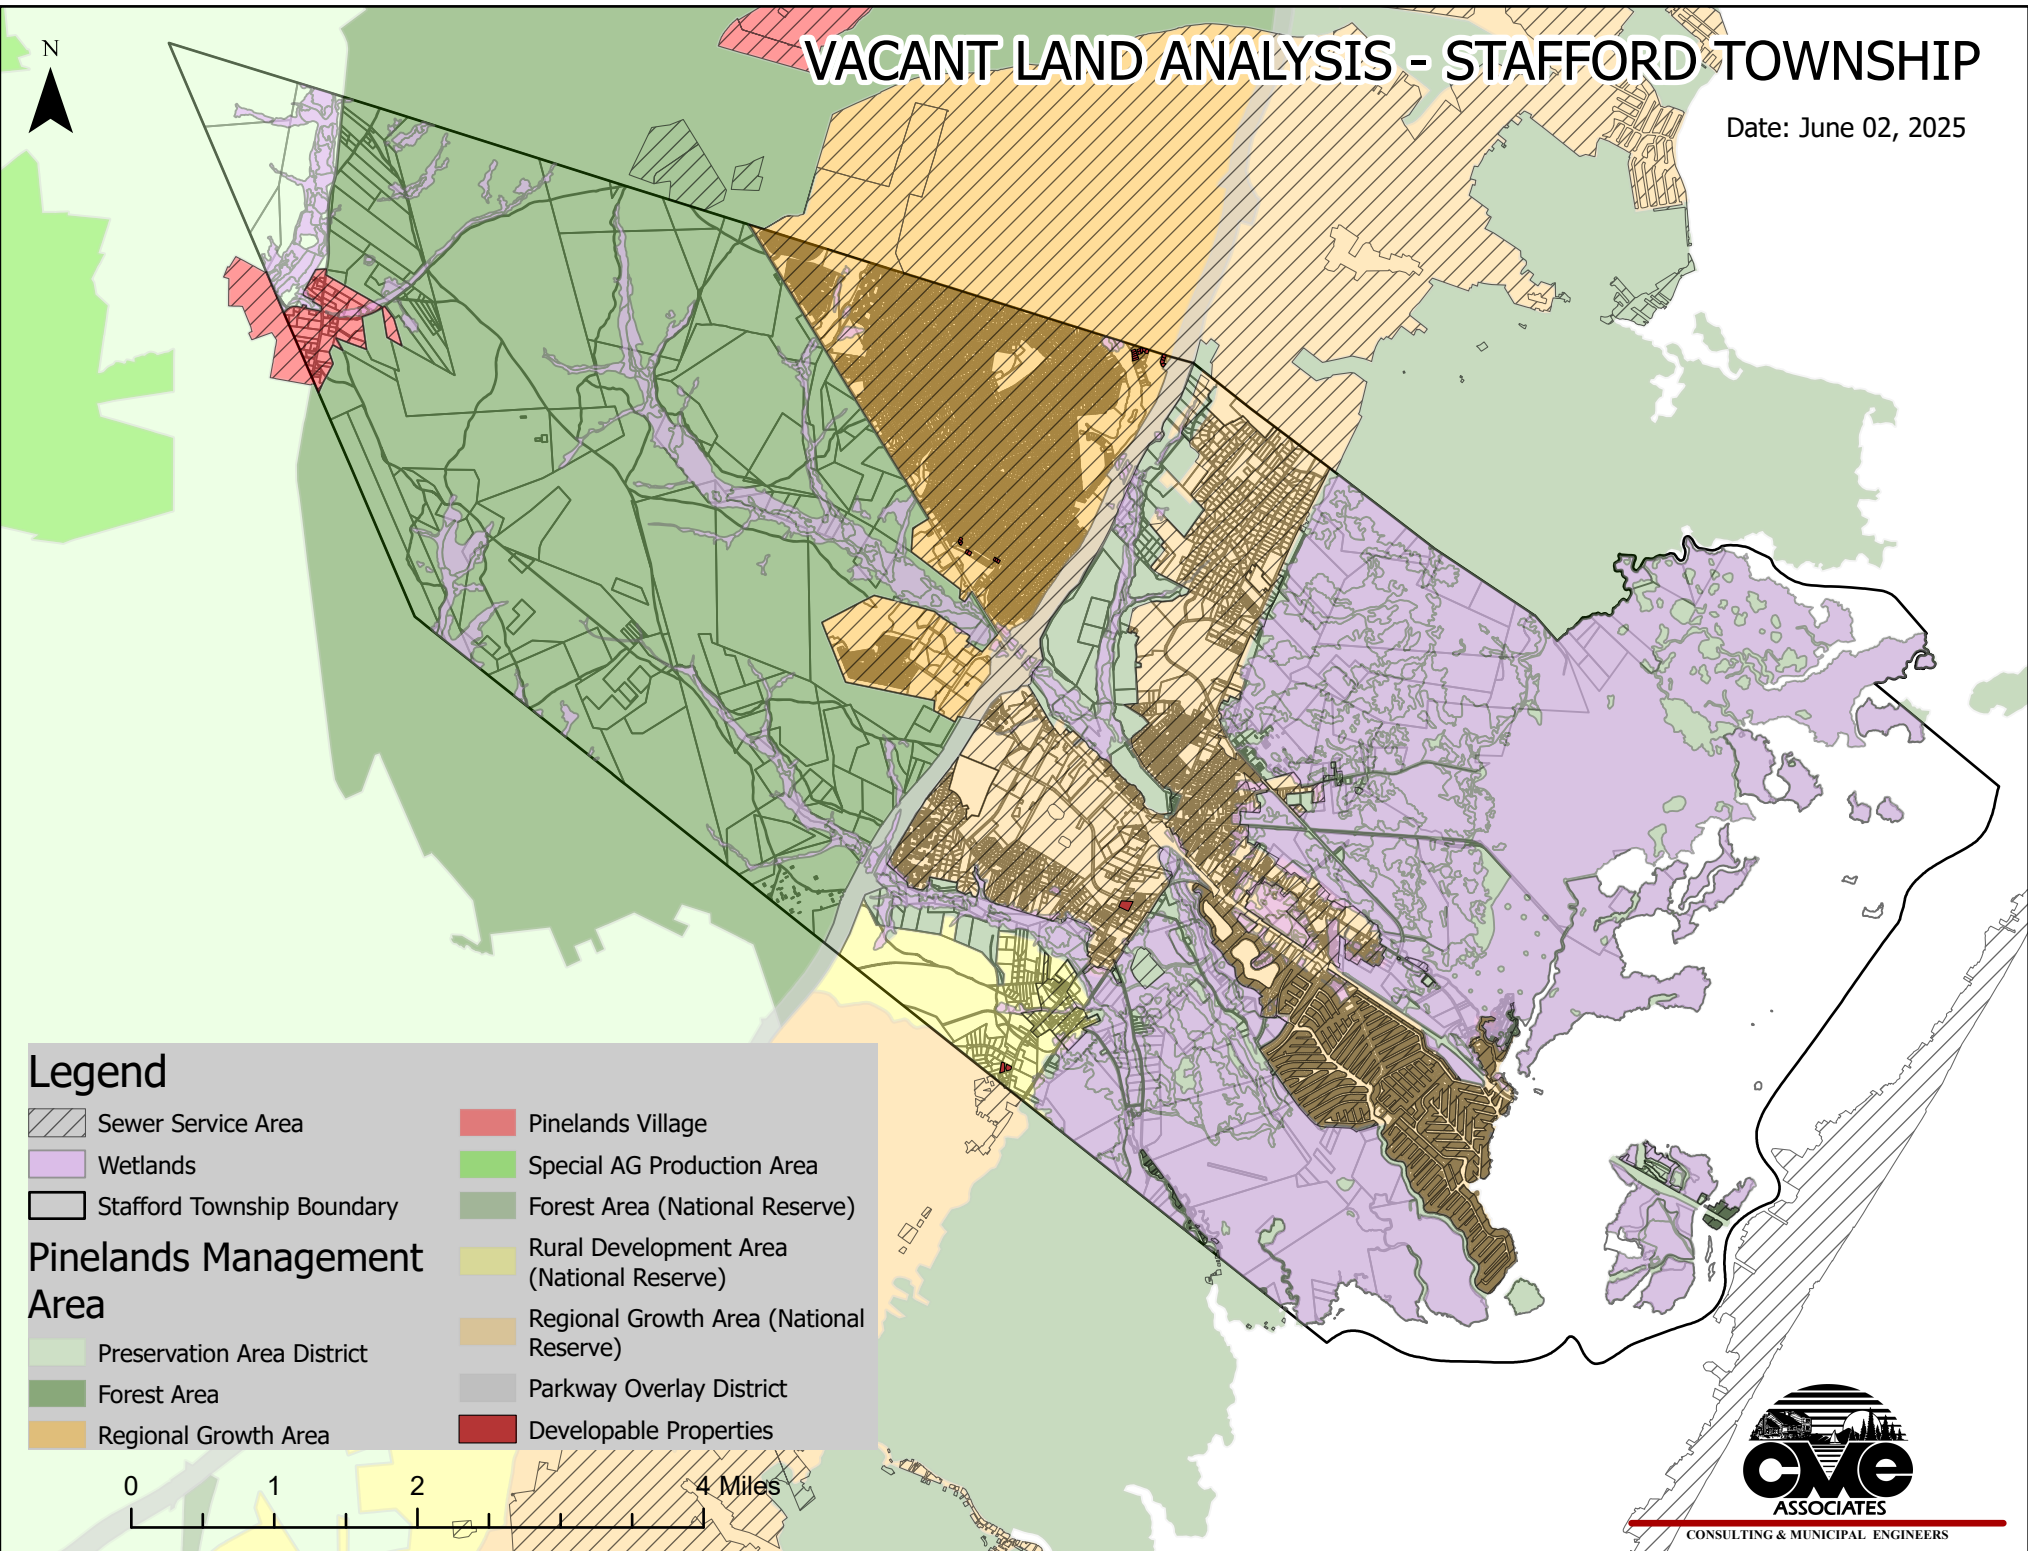 VACANT LAND ANALYSIS - STAFFORD TOWNSHIP
Date: June 02, 2025
N
Legend
Sewer Service Area
Wetlands
Stafford Township Boundary
Pinelands Management
Area
Preservation Area District
Forest Area
Regional Growth Area
Pinelands Village
Special AG Production Area
Forest Area (National Reserve)
Rural Development Area
(National Reserve)
Regional Growth Area (National
Reserve)
Parkway Overlay District
Developable Properties
0 1 2 4 Miles
cme
ASSOCIATES
CONSULTING & MUNICIPAL ENGINEERS